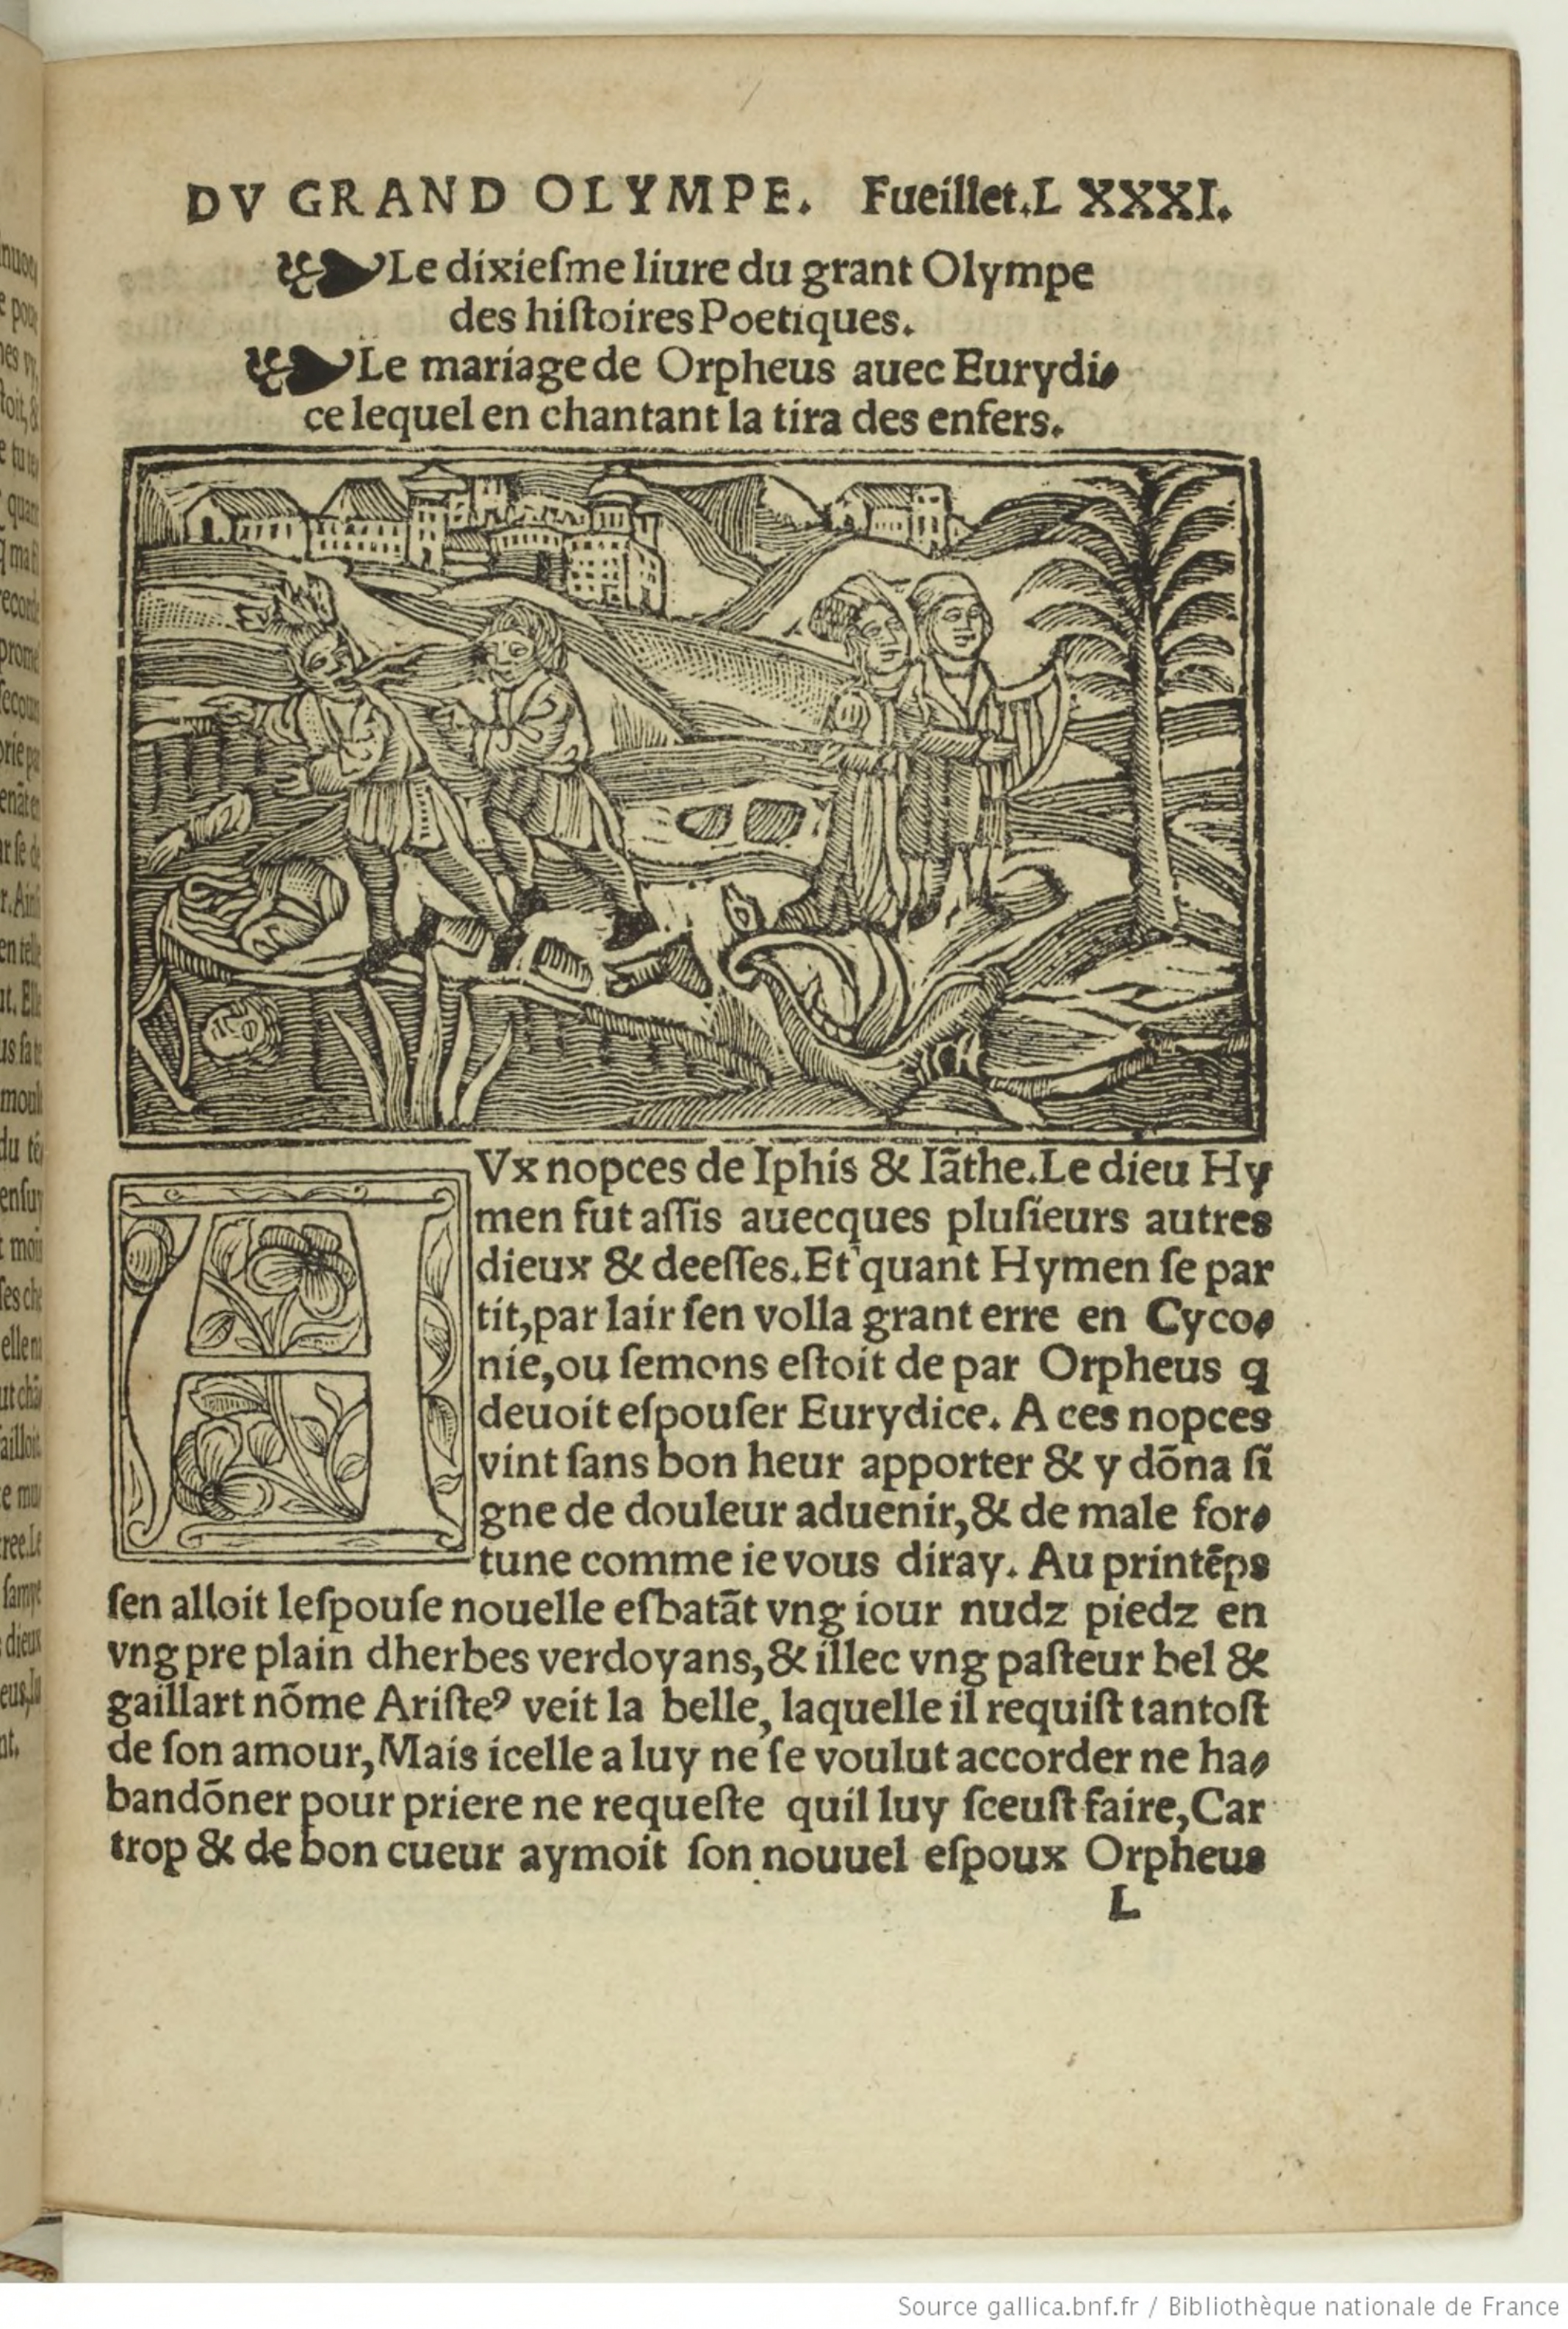 DV GRAND OLYMPE. Fueillet.L XXXI.
Le dixieſme liure du grant Olympe
des hiſtoires Poetiques.
Le mariage de Orpheus auec Eurydi⸗
ce lequel en chantant la tira des enfers.
AVx nopces de Iphis & Iãthe.Le dieu Hy
men fut aſſis auecques pluſieurs autres
dieux & deeſſes.Et quant Hymen ſe par
tit,par lair ſen volla grant erre en Cyco⸗
nie,ou ſemons eſtoit de par Orpheus q
deuoit eſpouſer Eurydice. A ces nopces
vint ſans bon heur apporter & y dõna ſi
gne de douleur aduenir,& de male for⸗
tune comme ie vous diray. Au printẽps
ſen alloit leſpouſe nouelle eſbatãt vng iour nudz piedz en
vng pre plain dherbes verdoyans,& illec vng paſteur bel &
gaillart nõme Ariſteꝰ veit la belle, laquelle il requiſt tantoſt
de ſon amour,Mais icelle a luy ne ſe voulut accorder ne ha⸗
bandõner pour priere ne requeſte quil luy ſceuſt faire,Car
trop & de bon cueur aymoit ſon nouuel eſpoux Orpheus
L
Source gallica.bnf.fr / Bibliothèque nationale de France